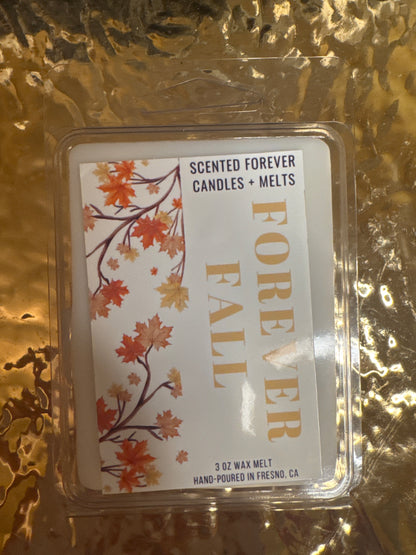 SCENTED FOREVER
CANDLES + MELTS
FOREVER
FALL
3 OZ WAX MELT
HAND-POURED IN FRESNO, CA